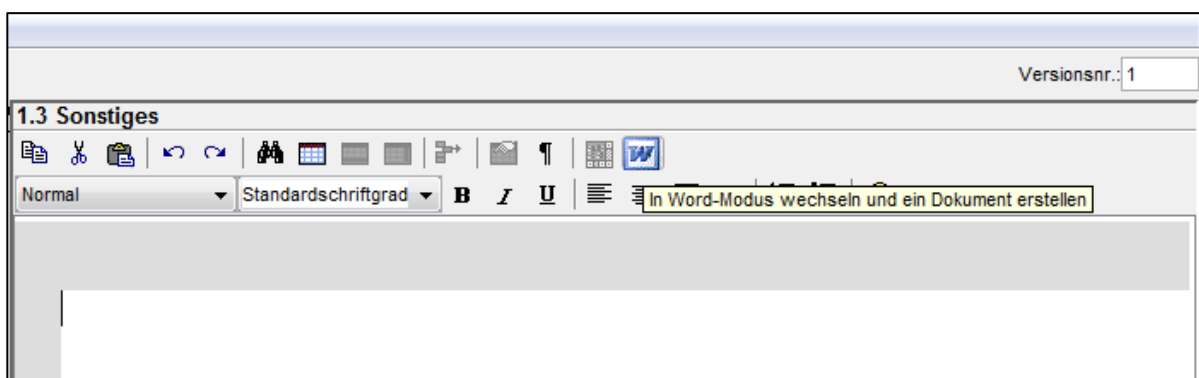 Versionsnr.: 1
1.3 Sonstiges
Normal Standardschriftgrad B I U
In Word-Modus wechseln und ein Dokument erstellen